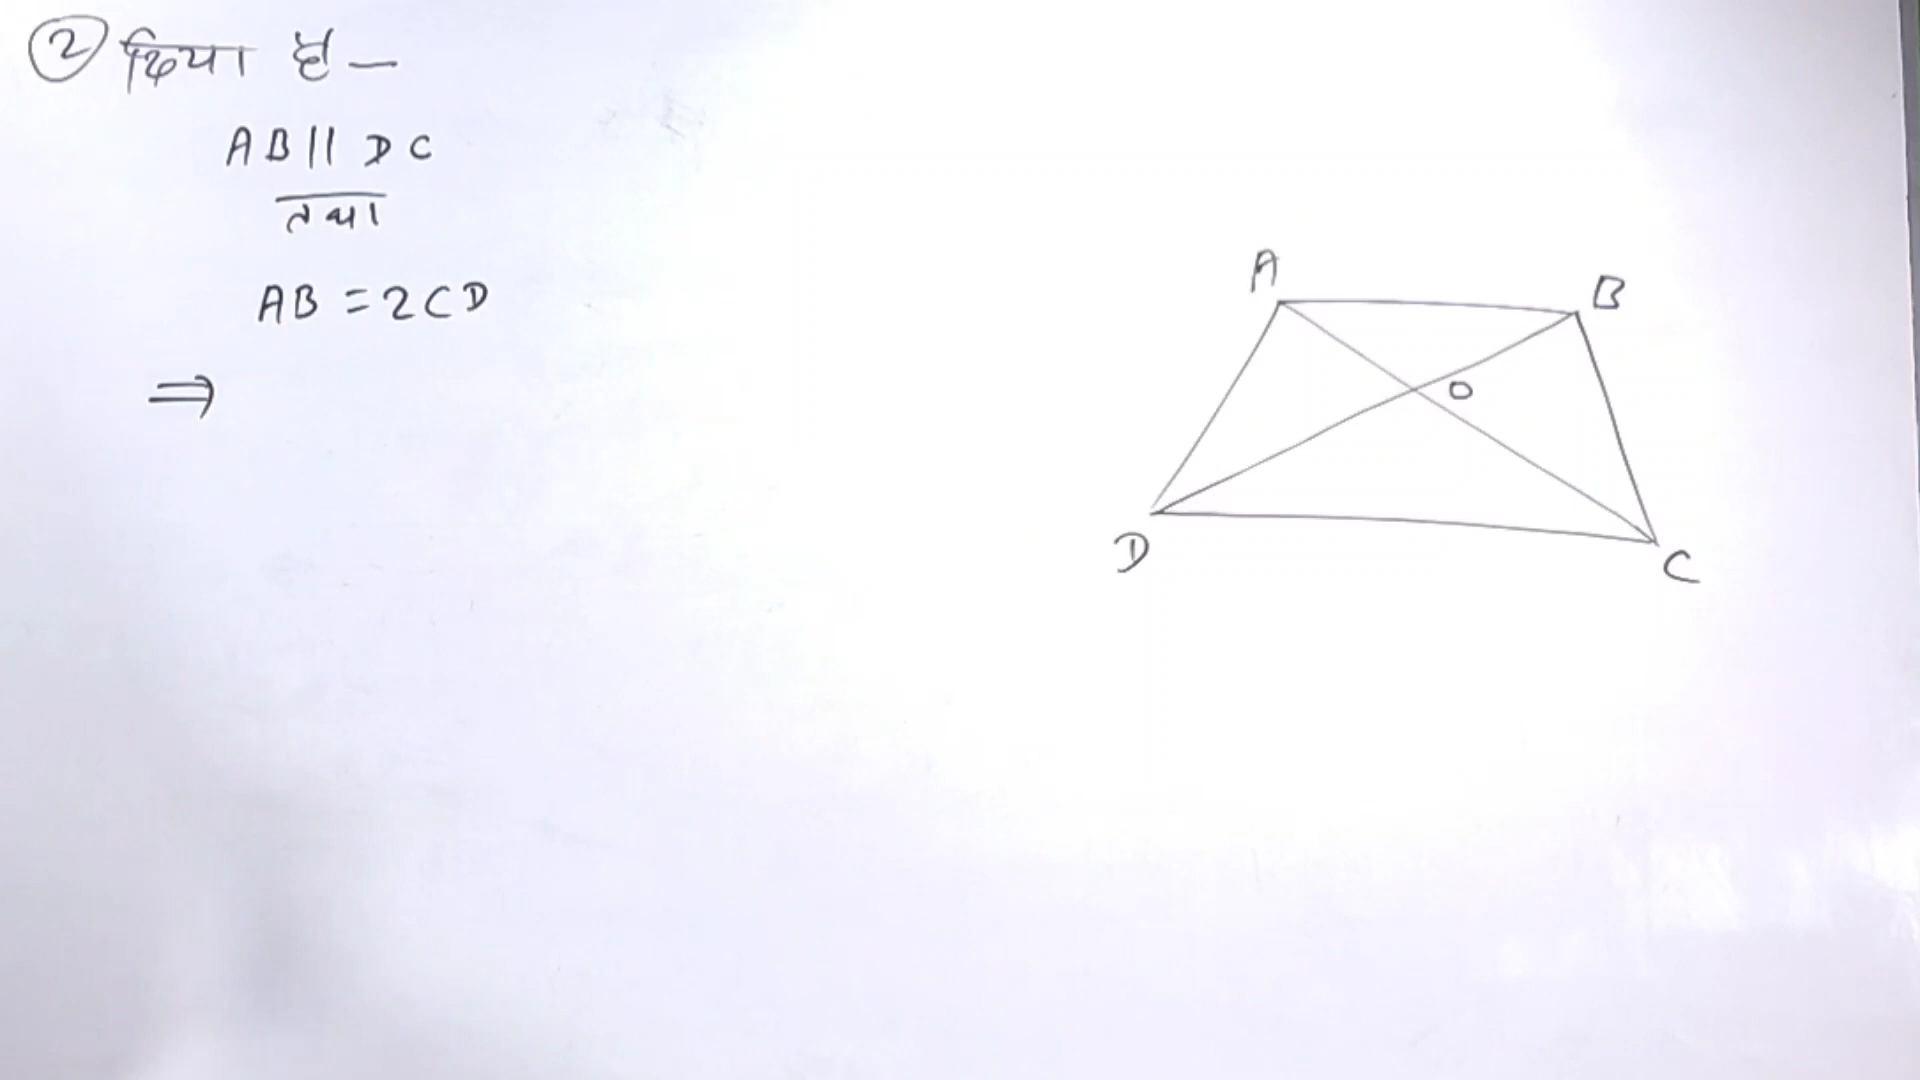 ② दिया है —
AB || DC
तथा
AB = 2CD
⇒
A
B
O
D
C